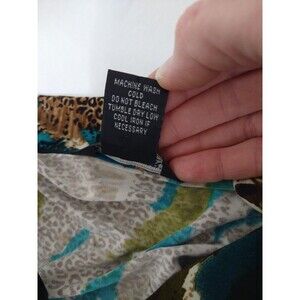 MACHINE WASH
COLD
DO NOT BLEACH
TUMBLE DRY LOW
COOL IRON IF
NECESSARY